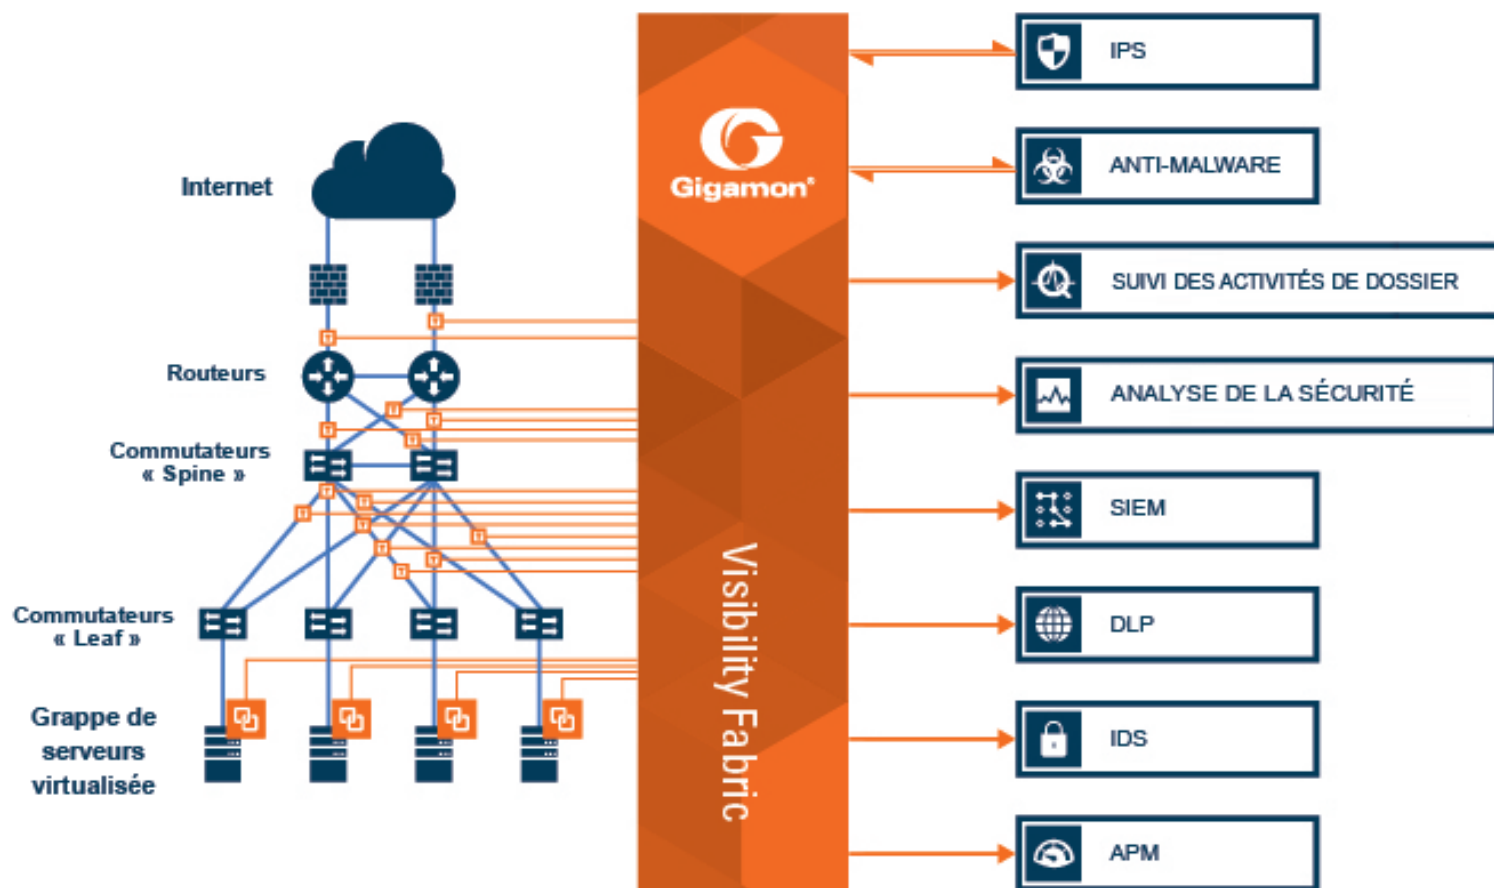 Internet
Routeurs
Commutateurs
« Spine »
Commutateurs
« Leaf »
Grappe de
serveurs
virtualisée
Gigamon®
Visibility Fabric
IPS
ANTI-MALWARE
SUIVI DES ACTIVITÉS DE DOSSIER
ANALYSE DE LA SÉCURITÉ
SIEM
DLP
IDS
APM